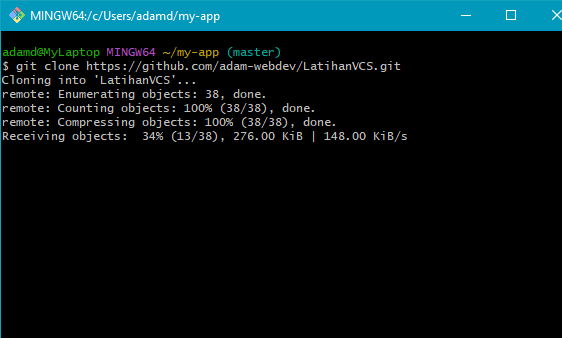 MINGW64:/c/Users/adamd/my-app
adamd@MyLaptop MINGW64 ~/my-app (master)
$ git clone https://github.com/adam-webdev/LatihanVCS.git
Cloning into 'LatihanVCS'...
remote: Enumerating objects: 38, done.
remote: Counting objects: 100% (38/38), done.
remote: Compressing objects: 100% (38/38), done.
Receiving objects:  34% (13/38), 276.00 KiB | 148.00 KiB/s